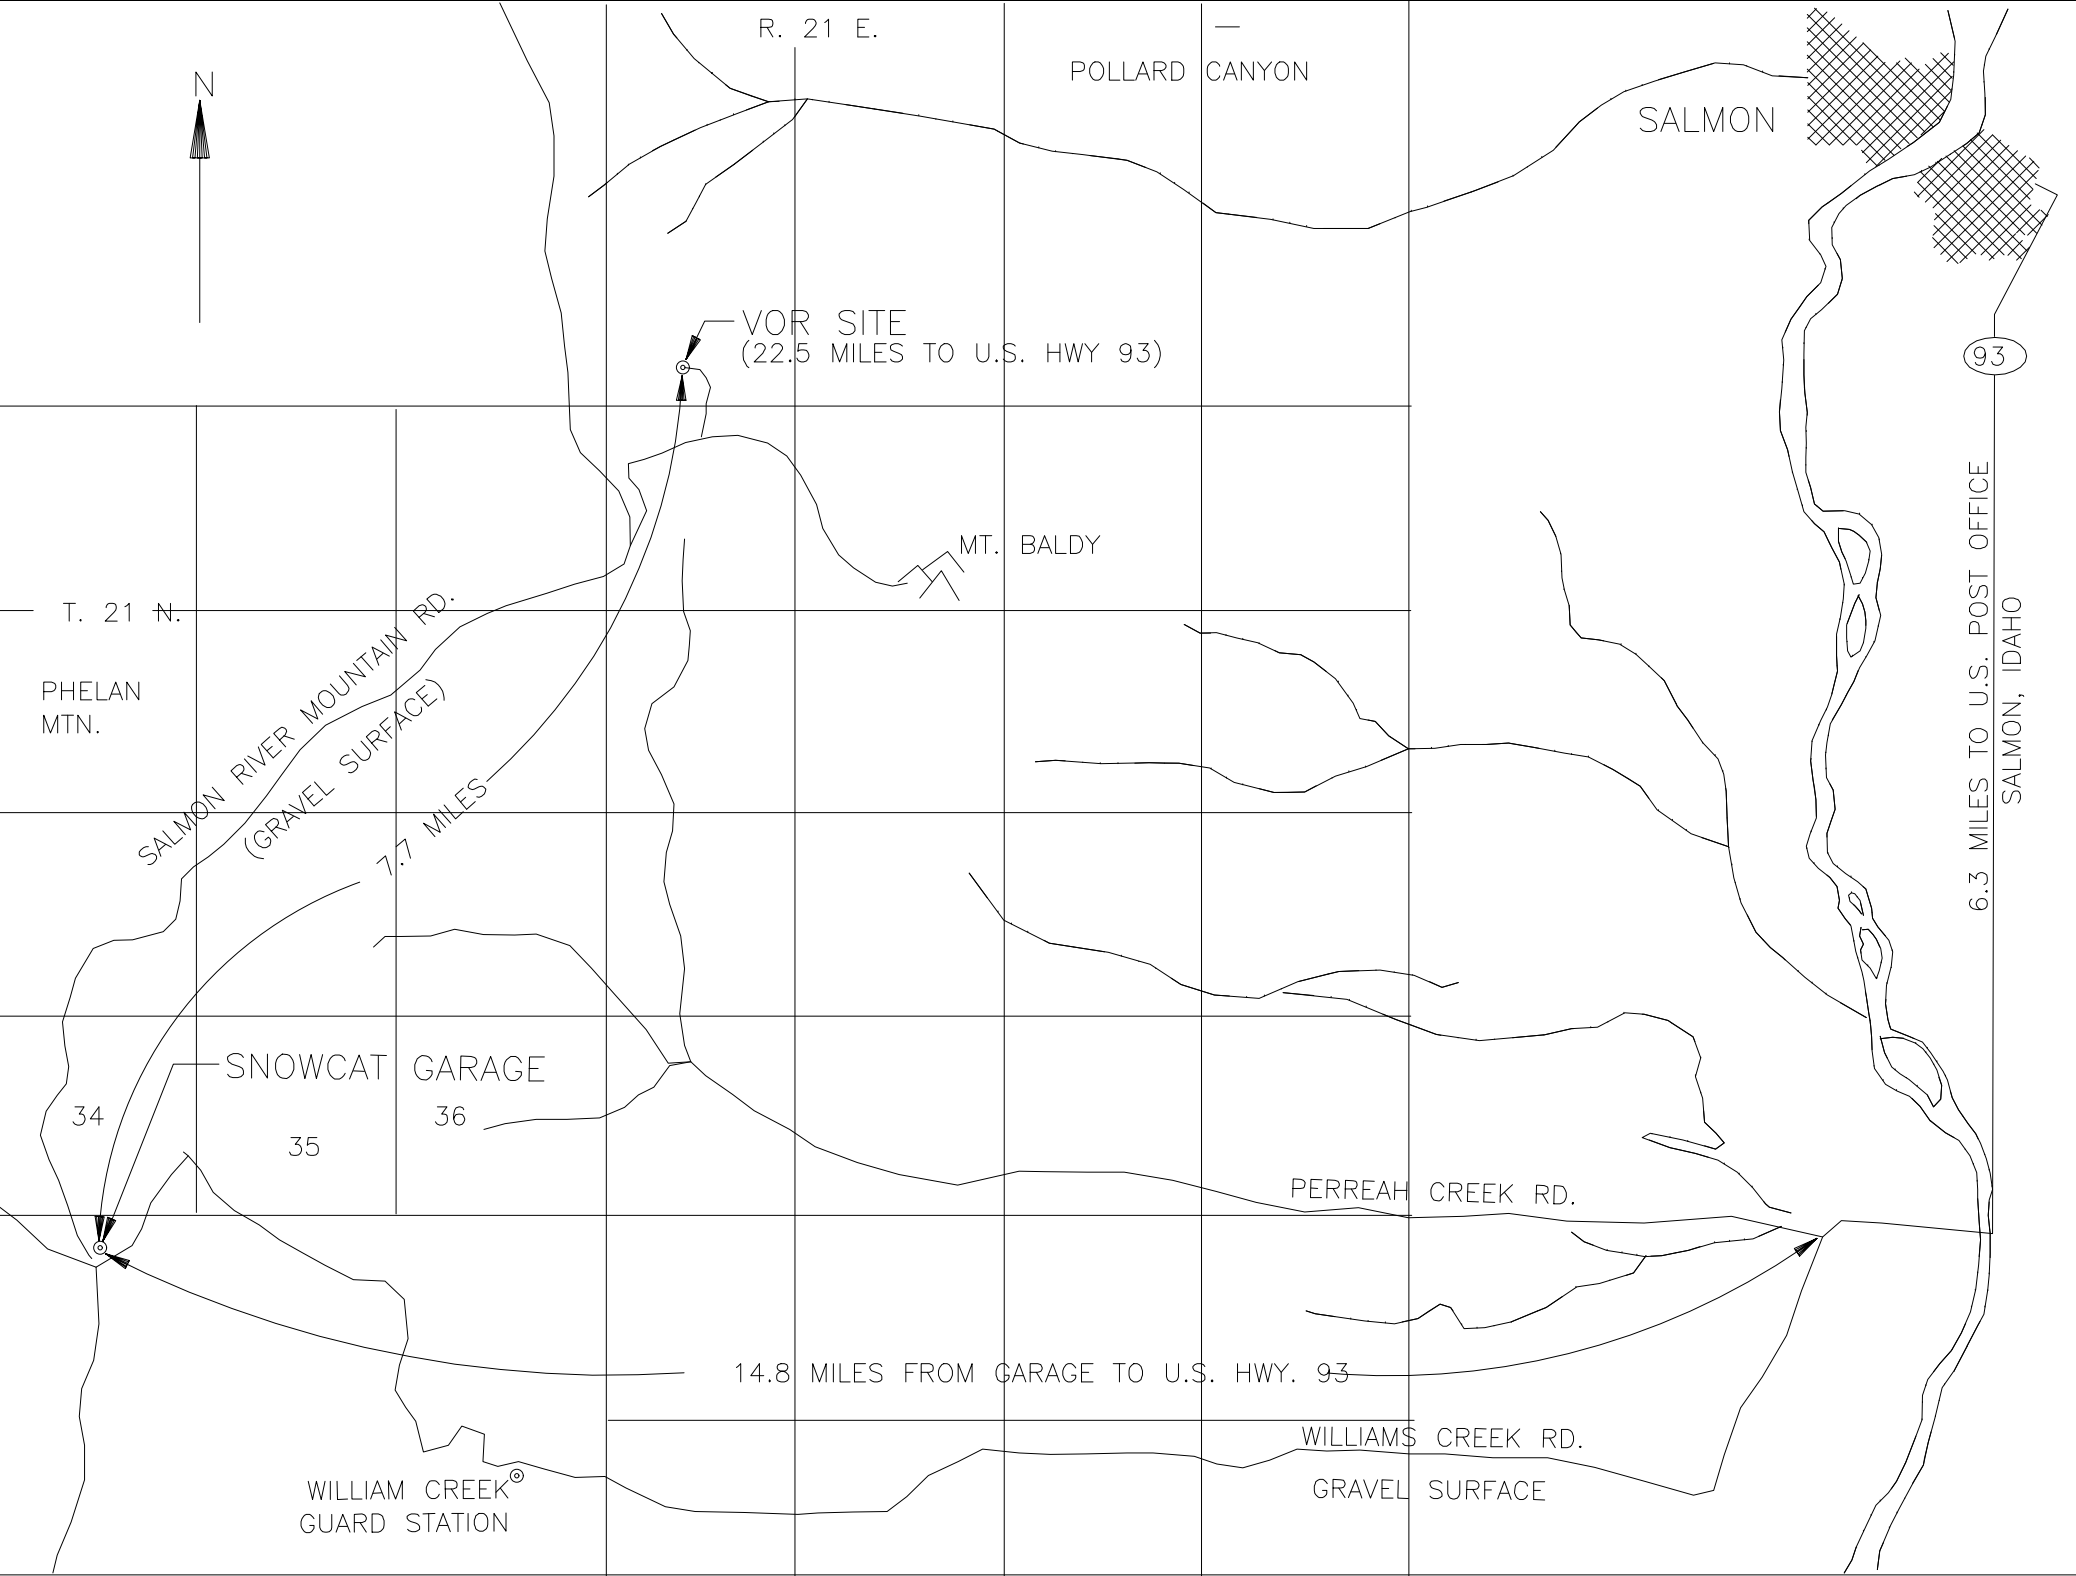 R. 21 E.
POLLARD CANYON
N
SALMON
VOR SITE
(22.5 MILES TO U.S. HWY 93)
93
MT. BALDY
T. 21 N.
PHELAN
MTN.
SALMON RIVER MOUNTAIN RD.
(GRAVEL SURFACE)
7.7 MILES
6.3 MILES TO U.S. POST OFFICE
SALMON, IDAHO
SNOWCAT GARAGE
34
35
36
PERREAH CREEK RD.
14.8 MILES FROM GARAGE TO U.S. HWY. 93
WILLIAMS CREEK RD.
GRAVEL SURFACE
WILLIAM CREEK
GUARD STATION